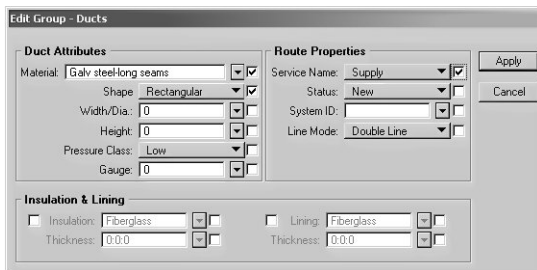 Edit Group - Ducts
Duct Attributes
Material: Galv steel-long seams
Shape Rectangular
Width/Dia.: 0
Height: 0
Pressure Class: Low
Gauge: 0
Route Properties
Service Name: Supply
Status: New
System ID:
Line Mode: Double Line
Apply
Cancel
Insulation & Lining
Insulation: Fiberglass
Thickness: 0:0:0
Lining: Fiberglass
Thickness: 0:0:0